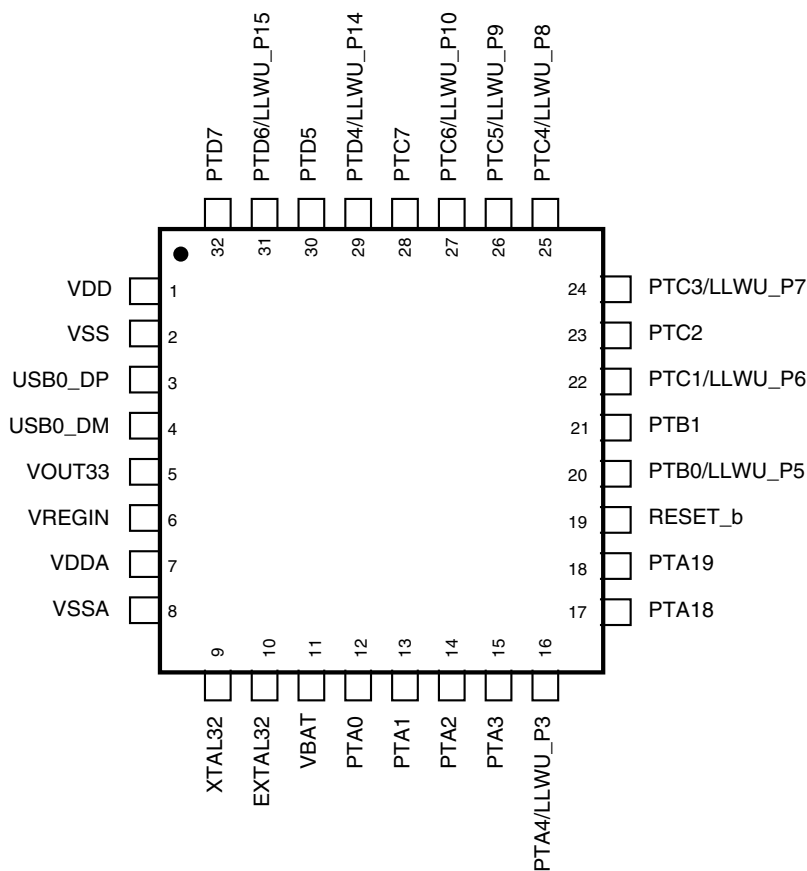 PTD7
PTD6/LLWU_P15
PTD5
PTD4/LLWU_P14
PTC7
PTC6/LLWU_P10
PTC5/LLWU_P9
PTC4/LLWU_P8
32
31
30
29
28
27
26
25
VDD 1
VSS 2
USB0_DP 3
USB0_DM 4
VOUT33 5
VREGIN 6
VDDA 7
VSSA 8
24 PTC3/LLWU_P7
23 PTC2
22 PTC1/LLWU_P6
21 PTB1
20 PTB0/LLWU_P5
19 RESET_b
18 PTA19
17 PTA18
9
10
11
12
13
14
15
16
XTAL32
EXTAL32
VBAT
PTA0
PTA1
PTA2
PTA3
PTA4/LLWU_P3